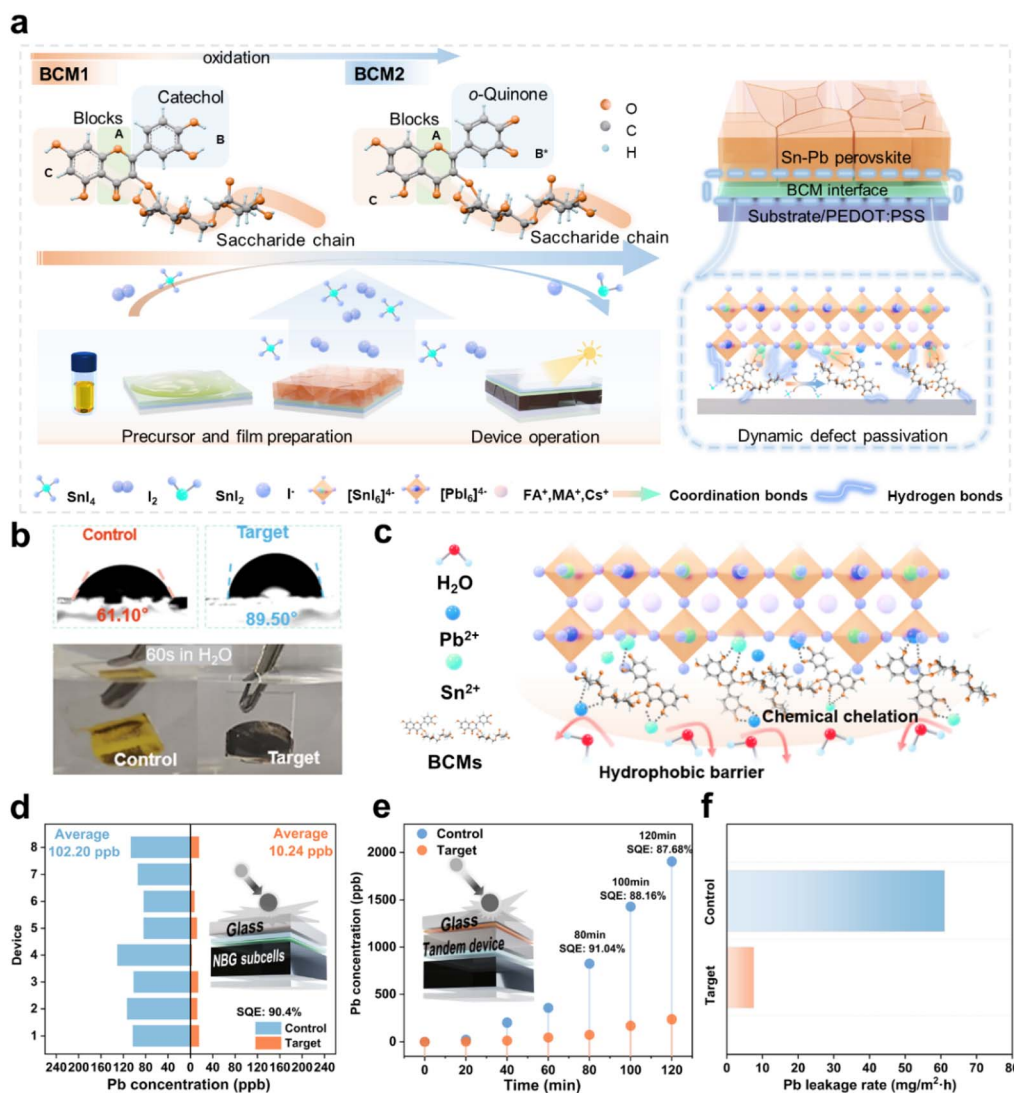 a
oxidation
BCM1
BCM2
Catechol
o-Quinone
Blocks
A
B
C
Blocks
A
B*
C
O
C
H
Saccharide chain
Saccharide chain
Sn-Pb perovskite
BCM interface
Substrate/PEDOT:PSS
Precursor and film preparation
Device operation
Dynamic defect passivation
SnI₄
I₂
SnI₂
I⁻
[SnI₆]⁴⁻
[PbI₆]⁴⁻
FA⁺,MA⁺,Cs⁺
Coordination bonds
Hydrogen bonds
b
Control
Target
61.10°
89.50°
60s in H₂O
Control
Target
c
H₂O
Pb²⁺
Sn²⁺
BCMs
Chemical chelation
Hydrophobic barrier
d
Average
102.20 ppb
Average
10.24 ppb
Device
8
7
6
5
4
3
2
1
Glass
NBG subcells
SQE: 90.4%
Control
Target
240 200 160 120 80 40 0 40 80 120 160 200 240
Pb concentration (ppb)
e
Control
Target
Pb concentration (ppb)
2000
1500
1000
500
0
Glass
Tandem device
80min
SQE: 91.04%
100min
SQE: 88.16%
120min
SQE: 87.68%
0 20 40 60 80 100 120
Time (min)
f
Control
Target
0 10 20 30 40 50 60 70 80
Pb leakage rate (mg/m²·h)